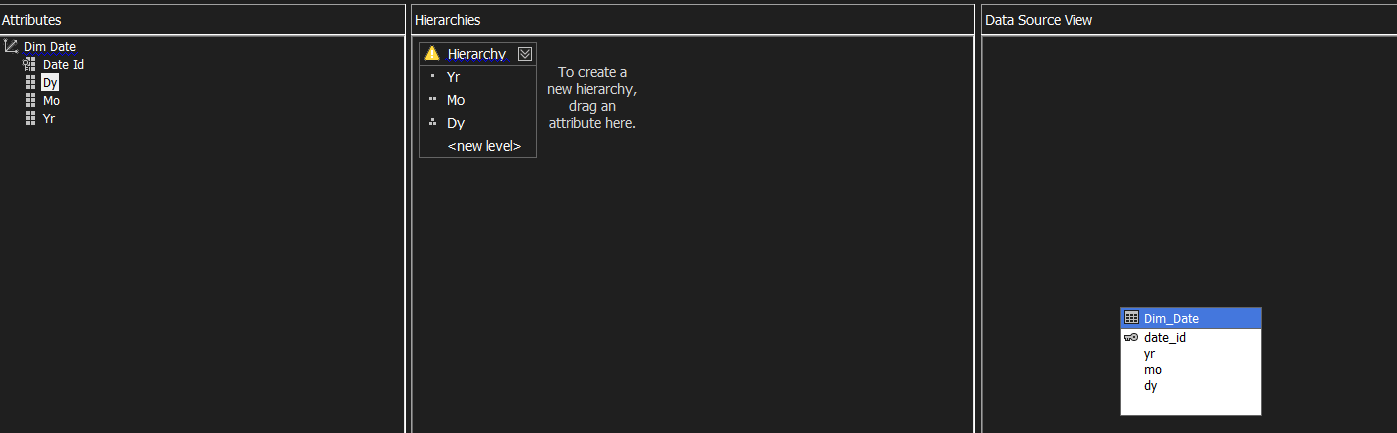 Attributes
Dim Date
Date Id
Dy
Mo
Yr
Hierarchies
Hierarchy
Yr
Mo
Dy
<new level>
To create a
new hierarchy,
drag an
attribute here.
Data Source View
Dim_Date
date_id
yr
mo
dy